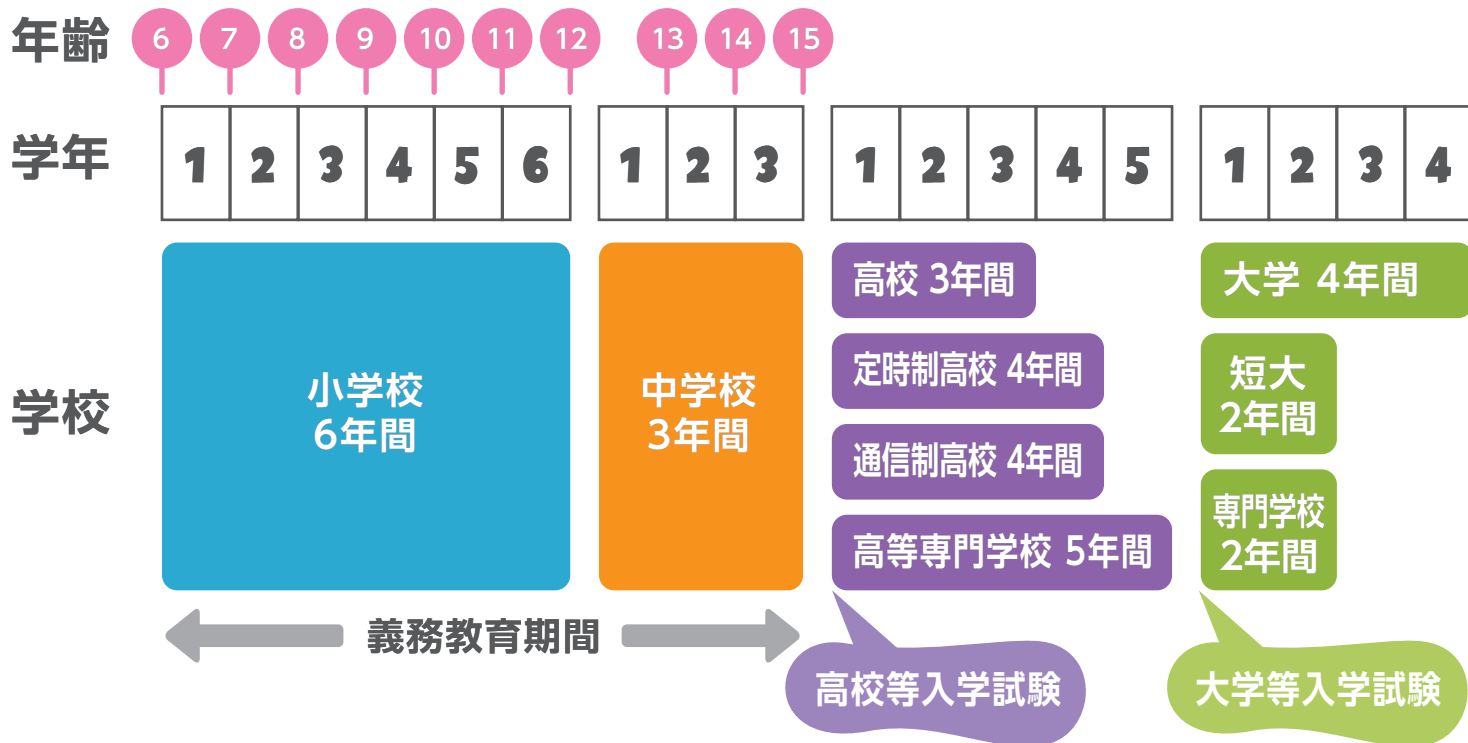 年齢 6 7 8 9 10 11 12 13 14 15
学年 1 2 3 4 5 6 1 2 3 1 2 3 4 5 1 2 3 4
学校
小学校
6年間
中学校
3年間
高校 3年間
定時制高校 4年間
通信制高校 4年間
高等専門学校 5年間
大学 4年間
短大
2年間
専門学校
2年間
義務教育期間
高校等入学試験
大学等入学試験